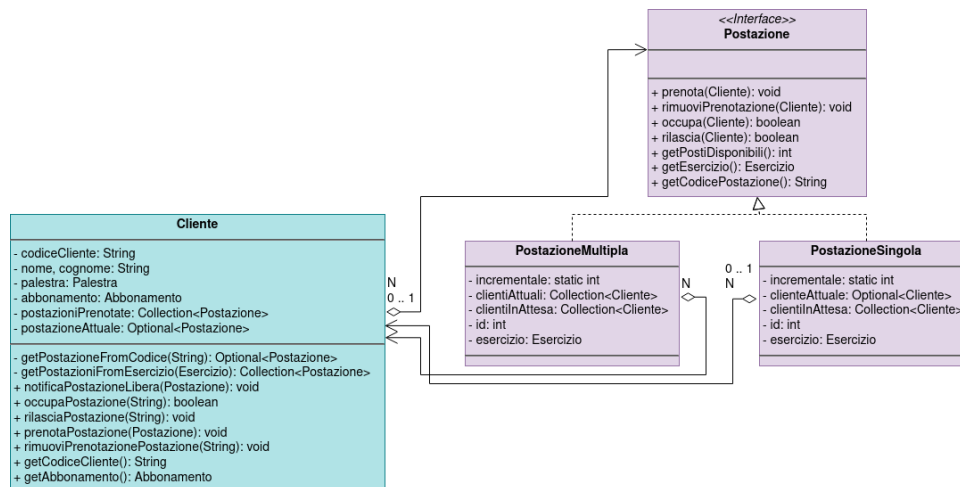 <<Interface>>
Postazione
+ prenota(Cliente): void
+ rimuoviPrenotazione(Cliente): void
+ occupa(Cliente): boolean
+ rilascia(Cliente): boolean
+ getPostiDisponibili(): int
+ getEsercizio(): Esercizio
+ getCodicePostazione(): String
Cliente
- codiceCliente: String
- nome, cognome: String
- palestra: Palestra
- abbonamento: Abbonamento
- postazioniPrenotate: Collection<Postazione>
- postazioneAttuale: Optional<Postazione>
- getPostazioneFromCodice(String): Optional<Postazione>
- getPostazioniFromEsercizio(Esercizio): Collection<Postazione>
+ notificaPostazioneLibera(Postazione): void
+ occupaPostazione(String): boolean
+ rilasciaPostazione(String): void
+ prenotaPostazione(Postazione): void
+ rimuoviPrenotazionePostazione(String): void
+ getCodiceCliente(): String
+ getAbbonamento(): Abbonamento
N
0 .. 1
PostazioneMultipla
- incrementale: static int
- clientiAttuali: Collection<Cliente>
- clientiInAttesa: Collection<Cliente>
- id: int
- esercizio: Esercizio
N
0 .. 1
N
PostazioneSingola
- incrementale: static int
- clienteAttuale: Optional<Cliente>
- clientiInAttesa: Collection<Cliente>
- id: int
- esercizio: Esercizio